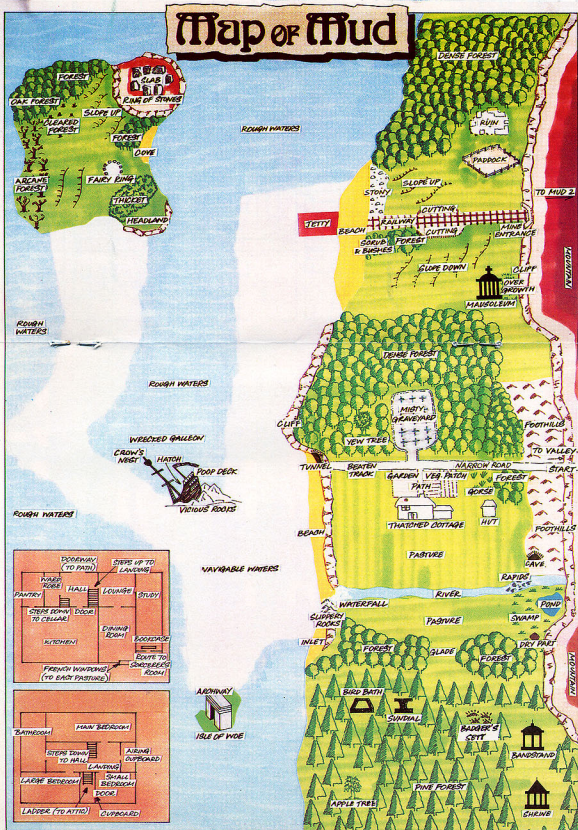 Map of Mud
DENSE FOREST
FOREST
SLAB
RING OF STONES
OAK FOREST
SLOPE UP
CLEARED
FOREST
FOREST
COVE
ROUGH WATERS
RUIN
PADDOCK
ARCANE
FOREST
FAIRY RING
THICKET
HEADLAND
STONY
SLOPE UP
TO MUD 2
CUTTING
JETTY
BEACH
RAILWAY
CUTTING
MINE
ENTRANCE
SCRUB
& BUSHES
FOREST
SLOPE DOWN
CLIFF
MOUNTAIN
OVER
GROWTH
MAUSOLEUM
ROUGH
WATERS
DENSE FOREST
ROUGH WATERS
MISTY
GRAVEYARD
CLIFF
YEW TREE
FOOTHILLS
WRECKED GALLEON
CROW'S
NEST
HATCH
POOP DECK
VICIOUS ROCKS
TO VALLEY
TUNNEL
BEATEN
TRACK
NARROW ROAD
START
GARDEN
VEG. PATCH
PATH
FOREST
GORSE
THATCHED COTTAGE
HUT
FOOTHILLS
ROUGH WATERS
BEACH
PASTURE
CAVE
NAVIGABLE WATERS
RAPIDS
WATERFALL
RIVER
SLIPPERY
ROCKS
PASTURE
SWAMP
POND
INLET
DRY PART
FOREST
GLADE
FOREST
MOUNTAIN
DOORWAY
(TO PATH)
STEPS UP TO
LANDING
WARD
ROBE
PANTRY
HALL
LOUNGE
STUDY
STEPS DOWN
TO CELLAR
DOOR
DINING
ROOM
KITCHEN
BOOKCASE
ROUTE TO
SORCERERS
ROOM
FRENCH WINDOWS
(TO EAST PASTURE)
ARCHWAY
ISLE OF WOE
BIRD BATH
SUNDIAL
BADGER'S
SETT
BANDSTAND
BATHROOM
MAIN BEDROOM
STEPS DOWN
TO HALL
AIRING
CUPBOARD
LANDING
LARGE BEDROOM
SMALL
BEDROOM
DOOR
LADDER (TO ATTIC)
CUPBOARD
APPLE TREE
PINE FOREST
SHRINE